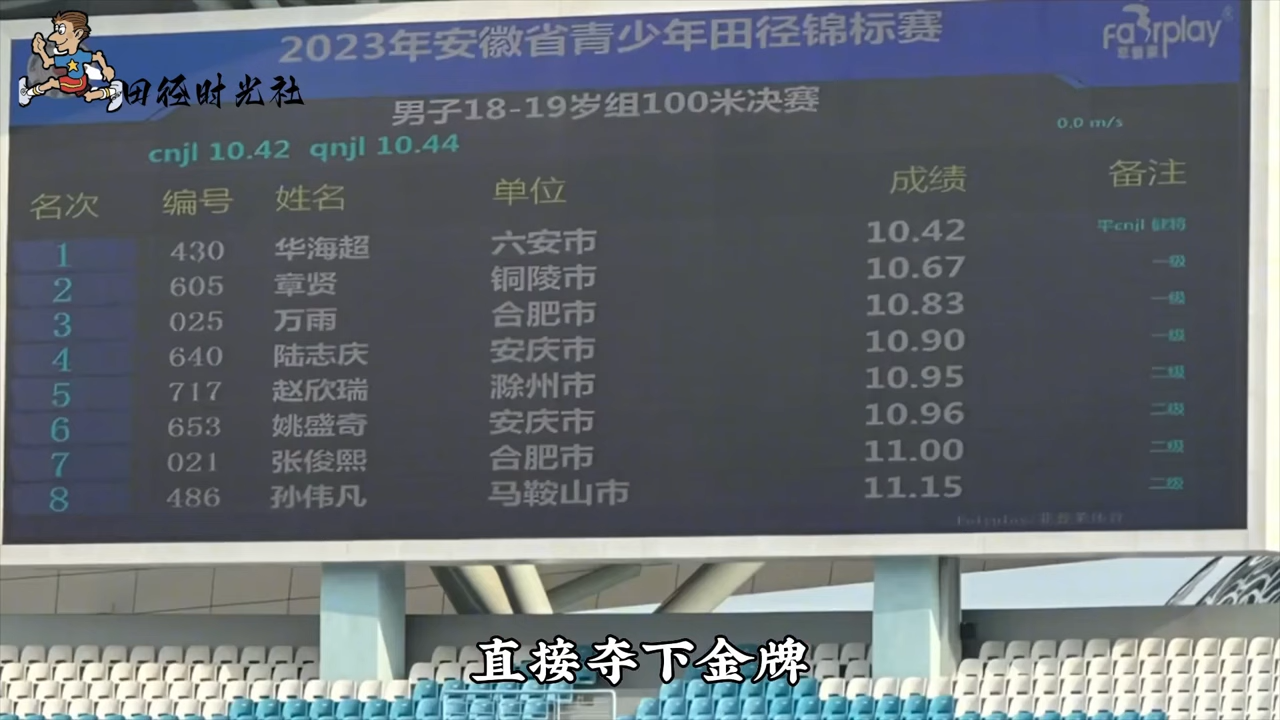 2023年安徽省青少年田径锦标赛
Fairplay
田径时光社
男子18-19岁组100米决赛
0.0 m/s
cnjl 10.42 qnjl 10.44
名次 编号 姓名 单位 成绩 备注
1 430 华海超 六安市 10.42 平cnjl 健将
2 605 章贤 铜陵市 10.67 一级
3 025 万雨 合肥市 10.83 一级
4 640 陆志庆 安庆市 10.90 一级
5 717 赵欣瑞 滁州市 10.95 二级
6 653 姚盛奇 安庆市 10.96 二级
7 021 张俊熙 合肥市 11.00 二级
8 486 孙伟凡 马鞍山市 11.15 二级
直接夺下金牌